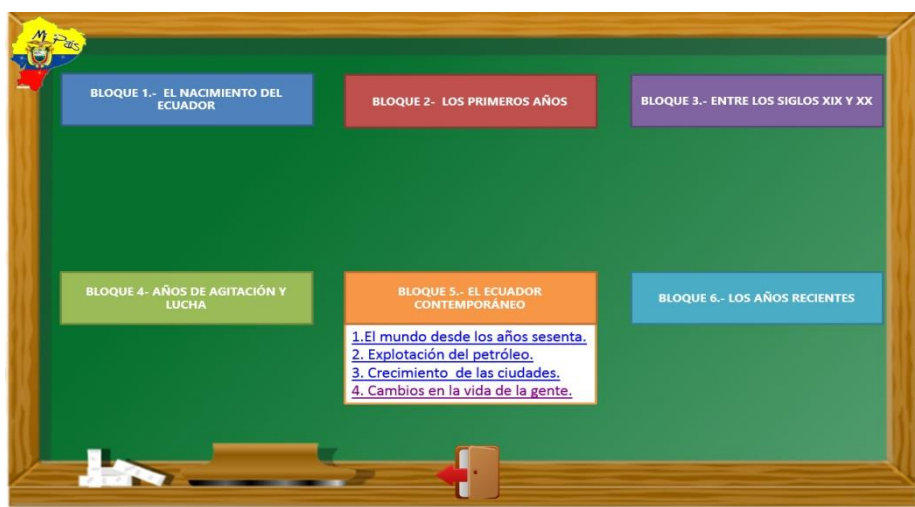 Mi País
BLOQUE 1.- EL NACIMIENTO DEL
ECUADOR
BLOQUE 2- LOS PRIMEROS AÑOS
BLOQUE 3.- ENTRE LOS SIGLOS XIX Y XX
BLOQUE 4- AÑOS DE AGITACIÓN Y
LUCHA
BLOQUE 5.- EL ECUADOR
CONTEMPORÁNEO
1.El mundo desde los años sesenta.
2. Explotación del petróleo.
3. Crecimiento de las ciudades.
4. Cambios en la vida de la gente.
BLOQUE 6.- LOS AÑOS RECIENTES